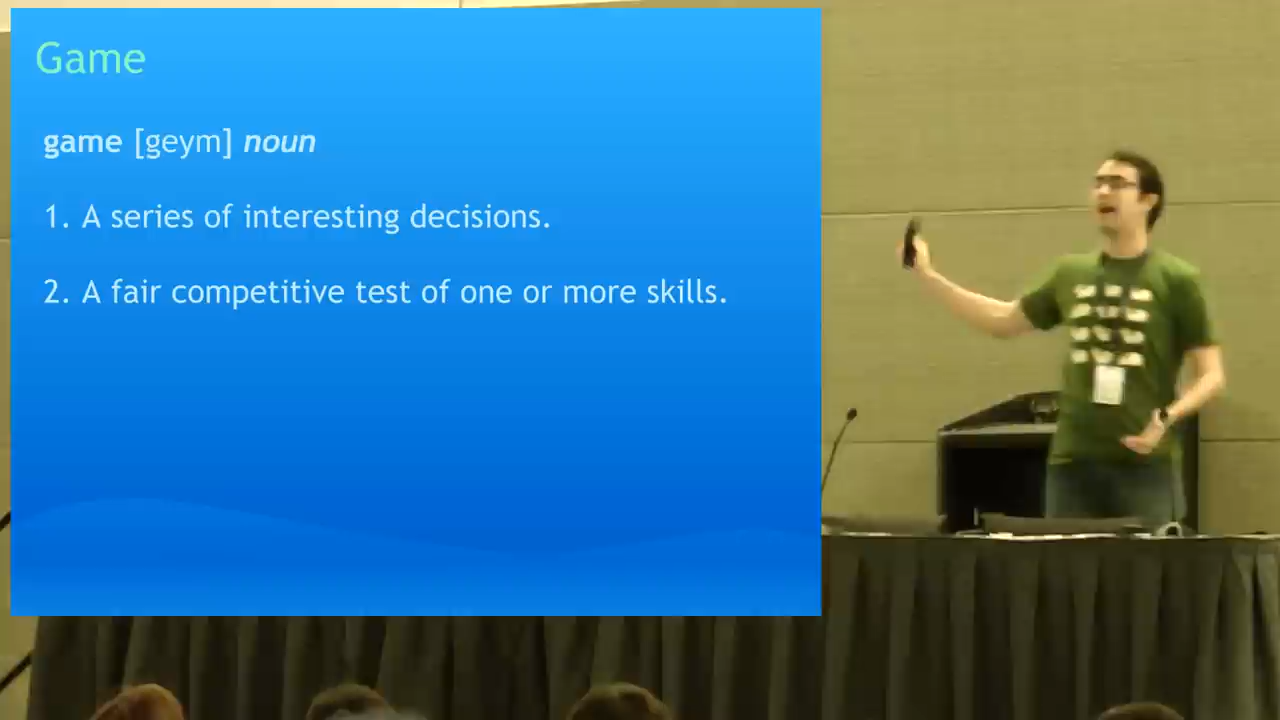 Game
game [geym] noun
1. A series of interesting decisions.
2. A fair competitive test of one or more skills.